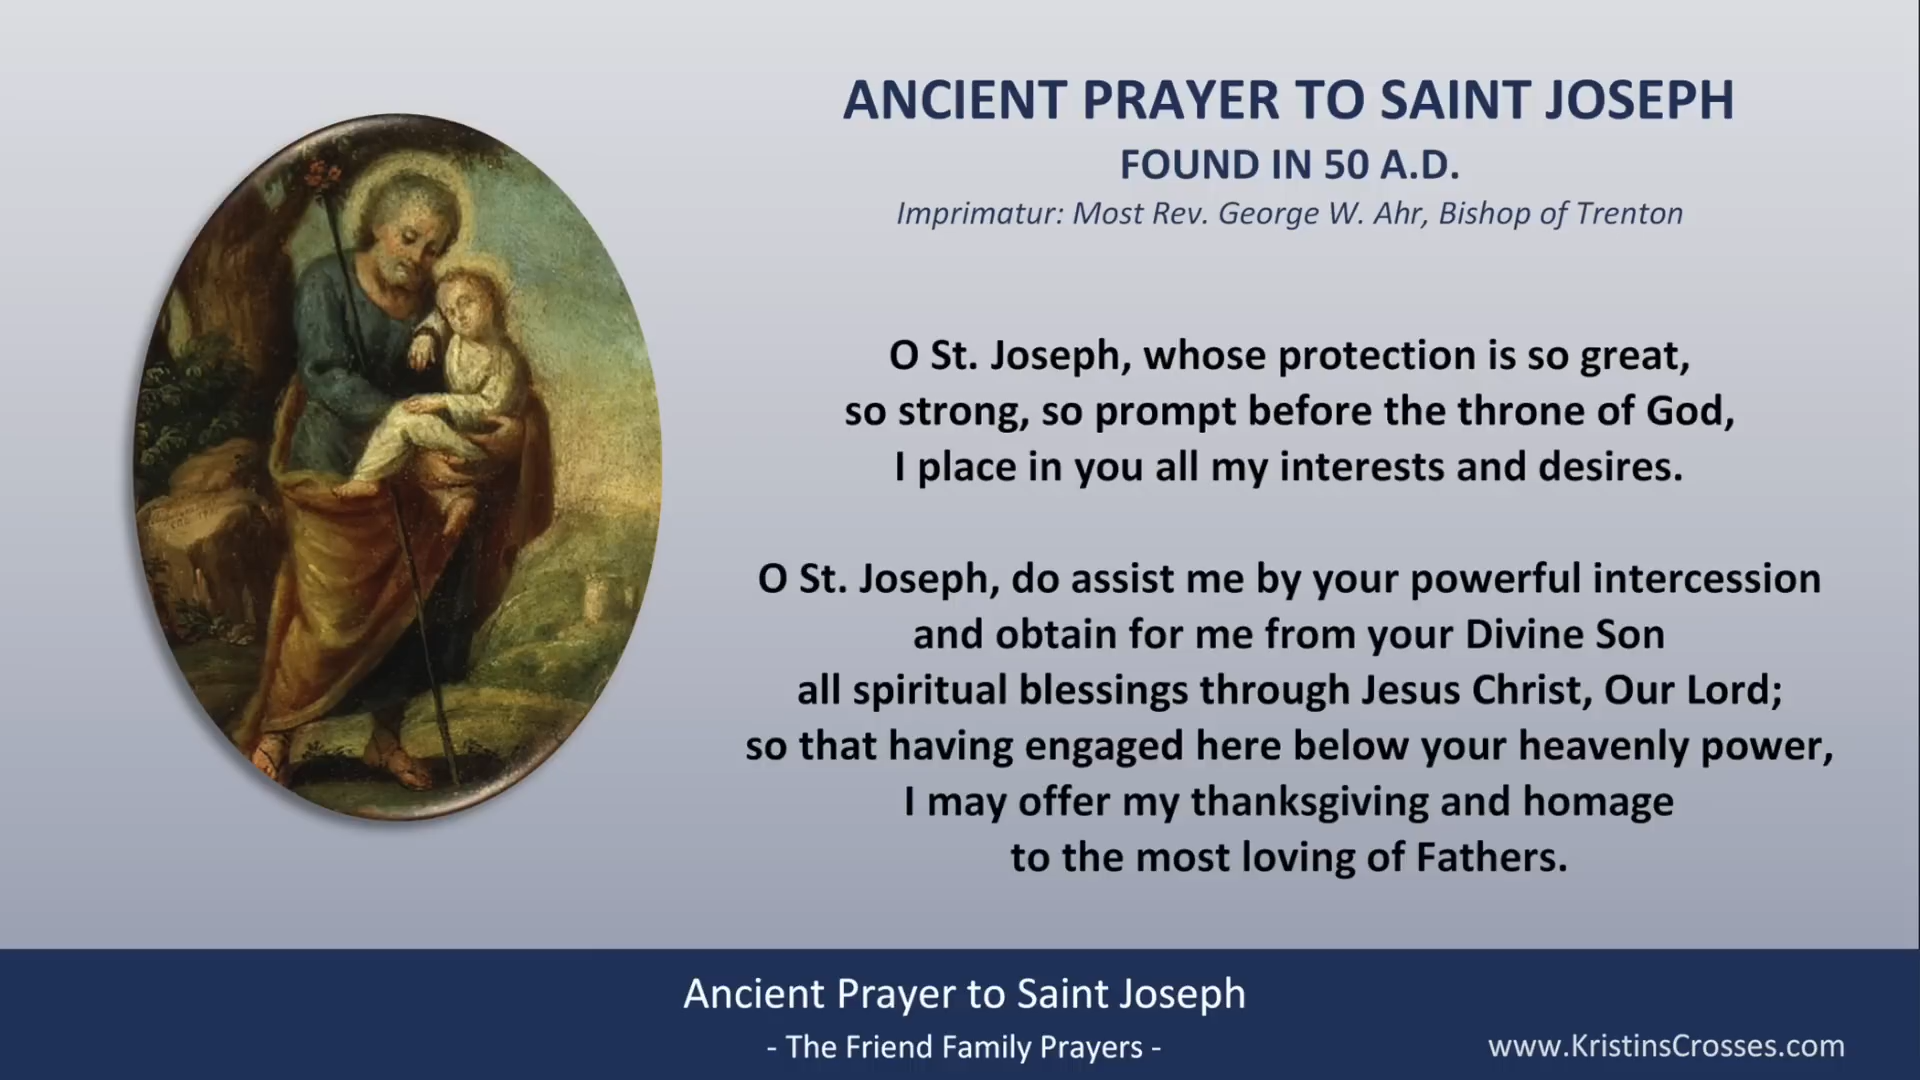 ANCIENT PRAYER TO SAINT JOSEPH
FOUND IN 50 A.D.
Imprimatur: Most Rev. George W. Ahr, Bishop of Trenton
O St. Joseph, whose protection is so great,
so strong, so prompt before the throne of God,
I place in you all my interests and desires.
O St. Joseph, do assist me by your powerful intercession
and obtain for me from your Divine Son
all spiritual blessings through Jesus Christ, Our Lord;
so that having engaged here below your heavenly power,
I may offer my thanksgiving and homage
to the most loving of Fathers.
Ancient Prayer to Saint Joseph
- The Friend Family Prayers -
www.KristinsCrosses.com